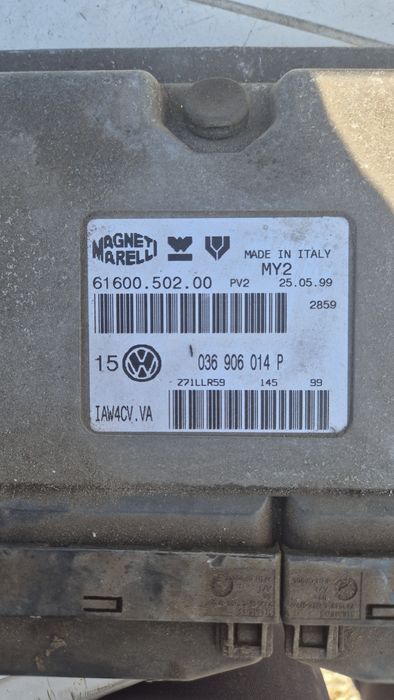 MAGNETI
MARELLI
MADE IN ITALY
MY2
61600.502.00 PV2 25.05.99
2859
15 VW 036 906 014 P
Z71LLR59 145 99
IAW4CV.VA